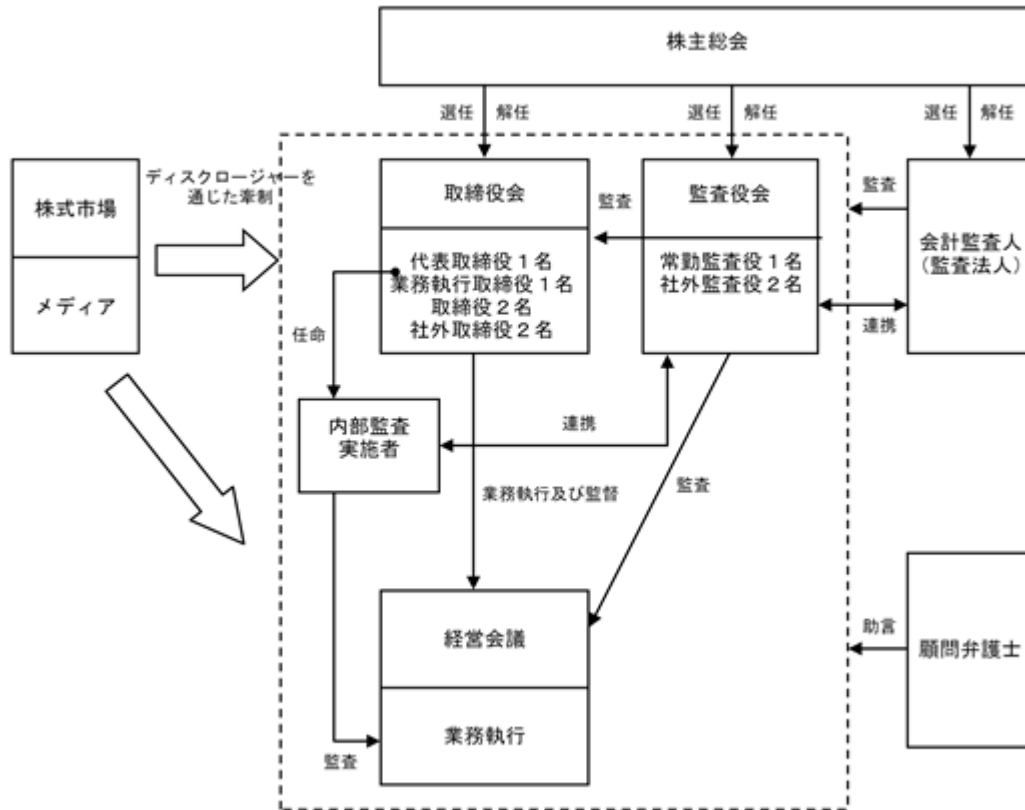 株主総会
選任
解任
選任
解任
選任
解任
株式市場
メディア
ディスクロージャーを
通じた牽制
取締役会
代表取締役１名
業務執行取締役１名
取締役２名
社外取締役２名
監査
監査役会
常勤監査役１名
社外監査役２名
監査
会計監査人
（監査法人）
連携
任命
内部監査
実施者
連携
業務執行及び監督
監査
経営会議
業務執行
監査
助言
顧問弁護士